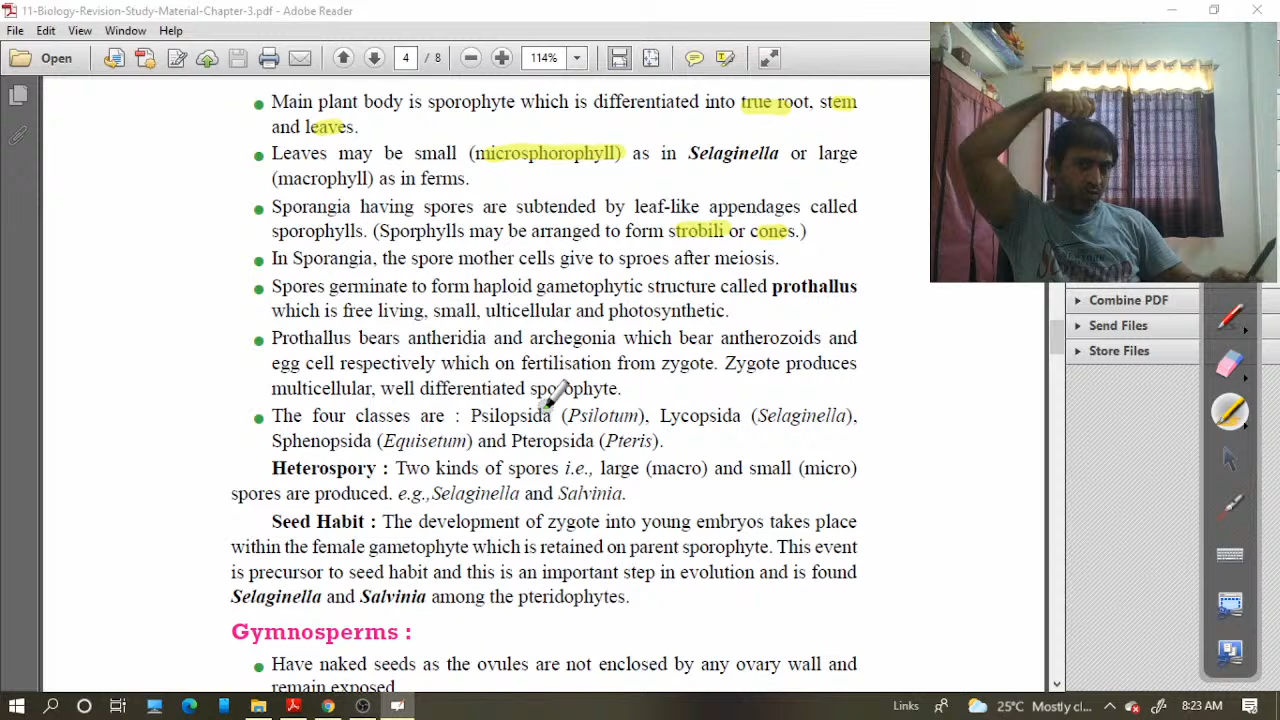 11-Biology-Revision-Study-Material-Chapter-3.pdf - Adobe Reader
File Edit View Window Help
Open 4 / 8 114%
Main plant body is sporophyte which is differentiated into true root, stem
and leaves.
Leaves may be small (microsphorophyll) as in Selaginella or large
(macrophyll) as in ferms.
Sporangia having spores are subtended by leaf-like appendages called
sporophylls. (Sporphylls may be arranged to form strobili or cones.)
In Sporangia, the spore mother cells give to sproes after meiosis.
Spores germinate to form haploid gametophytic structure called prothallus
which is free living, small, ulticellular and photosynthetic.
Prothallus bears antheridia and archegonia which bear antherozoids and
egg cell respectively which on fertilisation from zygote. Zygote produces
multicellular, well differentiated sporophyte.
The four classes are : Psilopsida (Psilotum), Lycopsida (Selaginella),
Sphenopsida (Equisetum) and Pteropsida (Pteris).
Heterospory : Two kinds of spores i.e., large (macro) and small (micro)
spores are produced. e.g.,Selaginella and Salvinia.
Seed Habit : The development of zygote into young embryos takes place
within the female gametophyte which is retained on parent sporophyte. This event
is precursor to seed habit and this is an important step in evolution and is found
Selaginella and Salvinia among the pteridophytes.
Gymnosperms :
Have naked seeds as the ovules are not enclosed by any ovary wall and
remain exposed
Combine PDF
Send Files
Store Files
Links 25°C Mostly cl... 8:23 AM